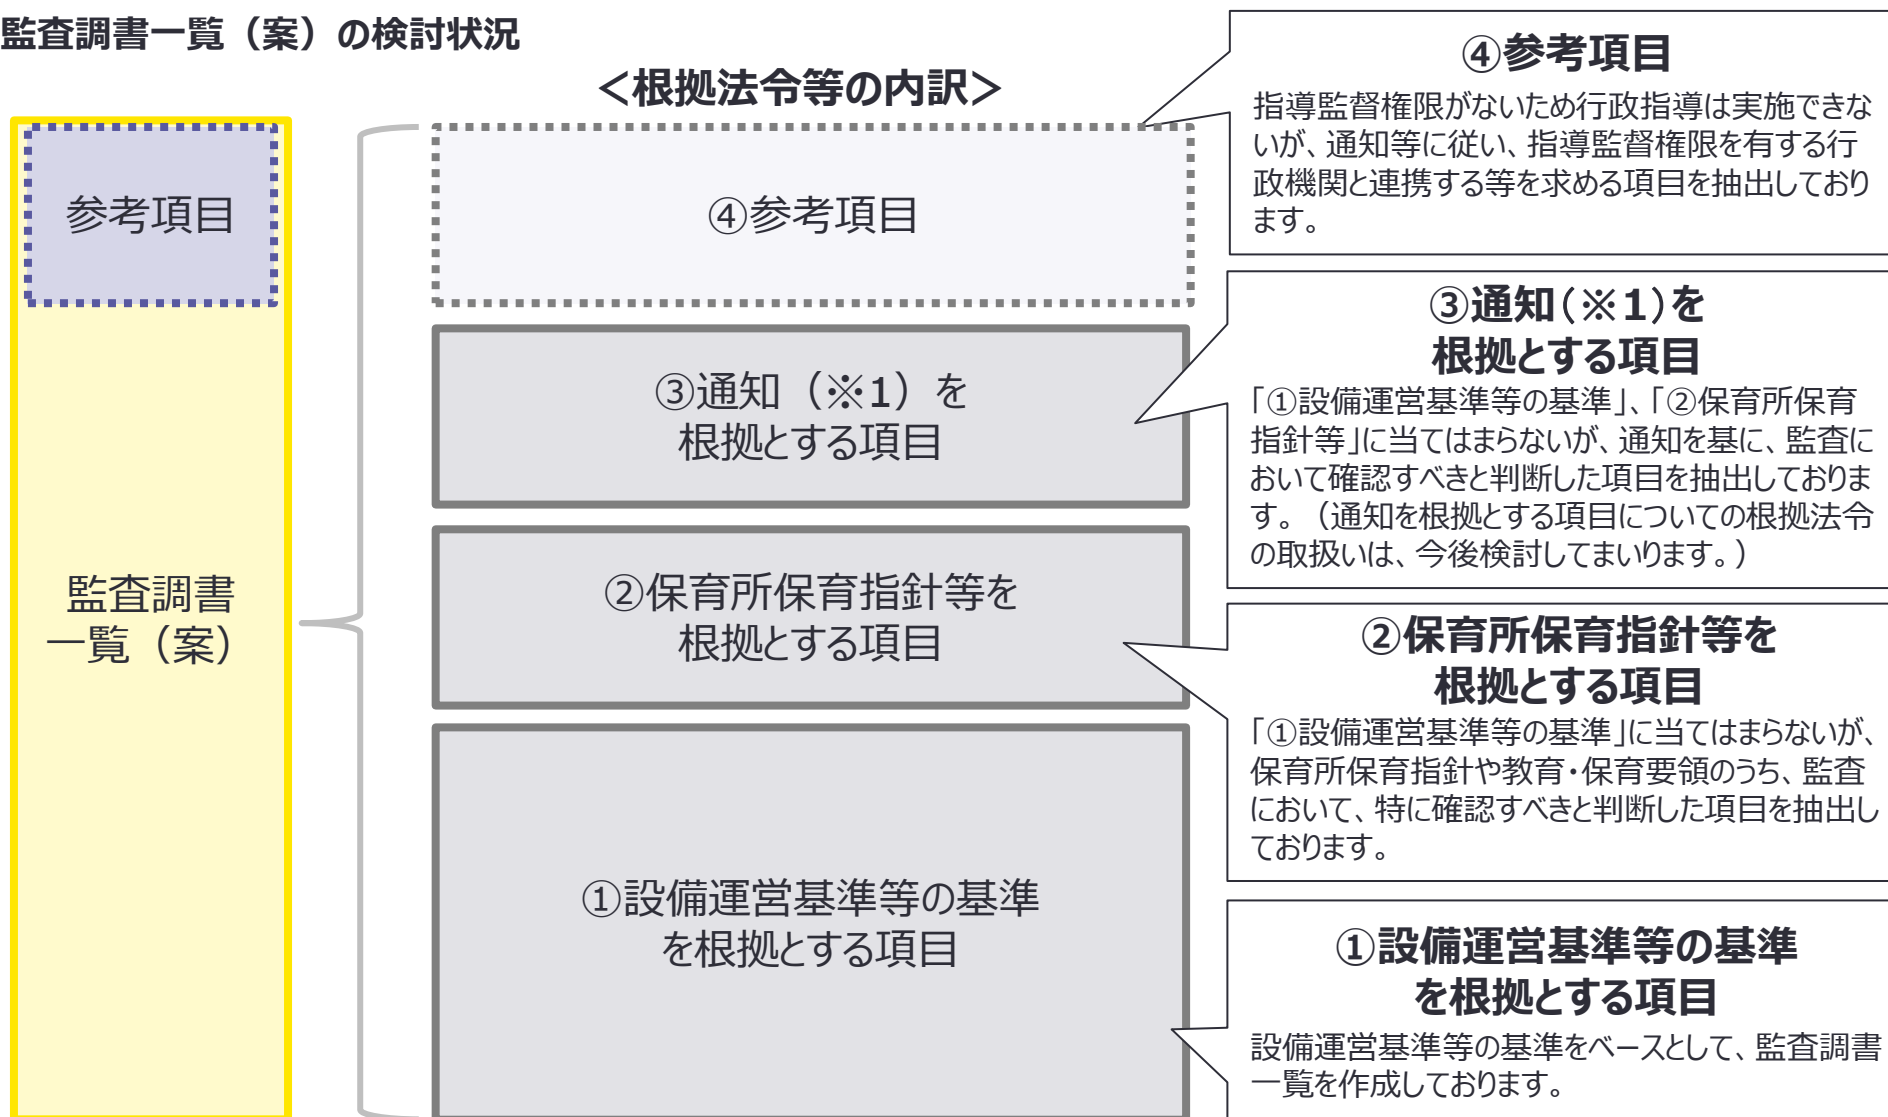 監査調書一覧（案）の検討状況
＜根拠法令等の内訳＞
参考項目
監査調書
一覧（案）
④参考項目
③通知（※1）を
根拠とする項目
②保育所保育指針等を
根拠とする項目
①設備運営基準等の基準
を根拠とする項目
④参考項目
指導監督権限がないため行政指導は実施できな
いが、通知等に従い、指導監督権限を有する行
政機関と連携する等を求める項目を抽出しており
ます。
③通知(※1)を
根拠とする項目
「①設備運営基準等の基準」、「②保育所保育
指針等」に当てはまらないが、通知を基に、監査に
おいて確認すべきと判断した項目を抽出しておりま
す。（通知を根拠とする項目についての根拠法令
の取扱いは、今後検討してまいります。）
②保育所保育指針等を
根拠とする項目
「①設備運営基準等の基準」に当てはまらないが、
保育所保育指針や教育・保育要領のうち、監査
において、特に確認すべきと判断した項目を抽出し
ております。
①設備運営基準等の基準
を根拠とする項目
設備運営基準等の基準をベースとして、監査調書
一覧を作成しております。